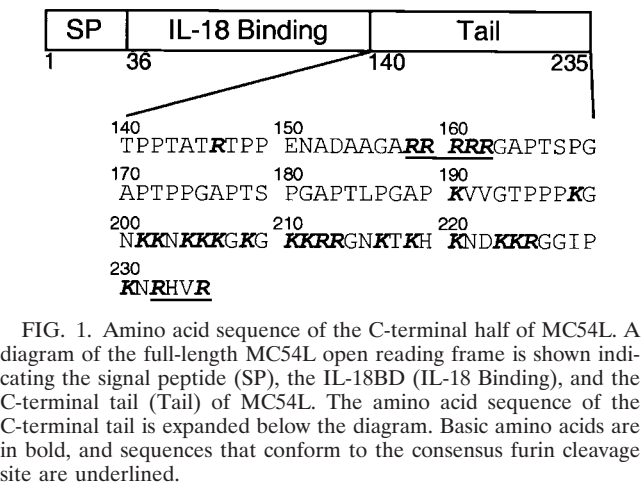 SP IL-18 Binding Tail
1 36 140 235
140 150 160
TPPTATRTPP ENADAAGARR RRRGAPTSPG
170 180 190
APTPPGAPTS PGAPTLPGAP KVVGTPPPKG
200 210 220
NKKNKKKGKG KKRRGNKTKH KNDKKRGGIP
230
KNRHVR
FIG. 1. Amino acid sequence of the C-terminal half of MC54L. A
diagram of the full-length MC54L open reading frame is shown indi-
cating the signal peptide (SP), the IL-18BD (IL-18 Binding), and the
C-terminal tail (Tail) of MC54L. The amino acid sequence of the
C-terminal tail is expanded below the diagram. Basic amino acids are
in bold, and sequences that conform to the consensus furin cleavage
site are underlined.